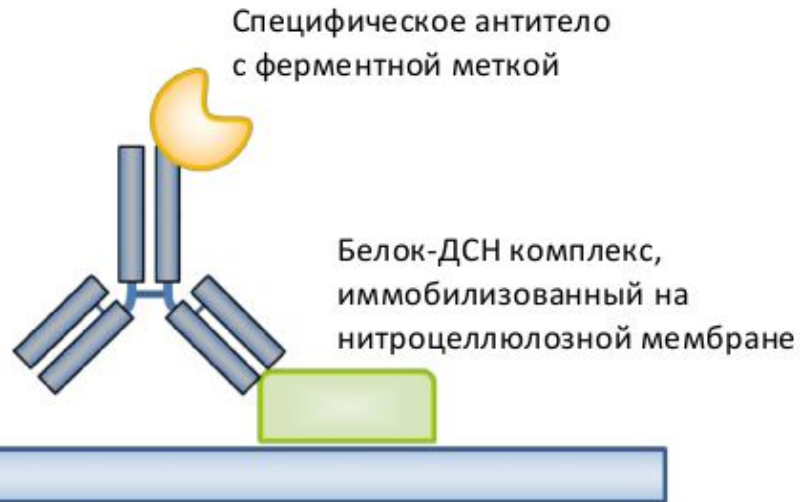 Специфическое антитело
с ферментной меткой
Белок-ДСН комплекс,
иммобилизованный на
нитроцеллюлозной мембране